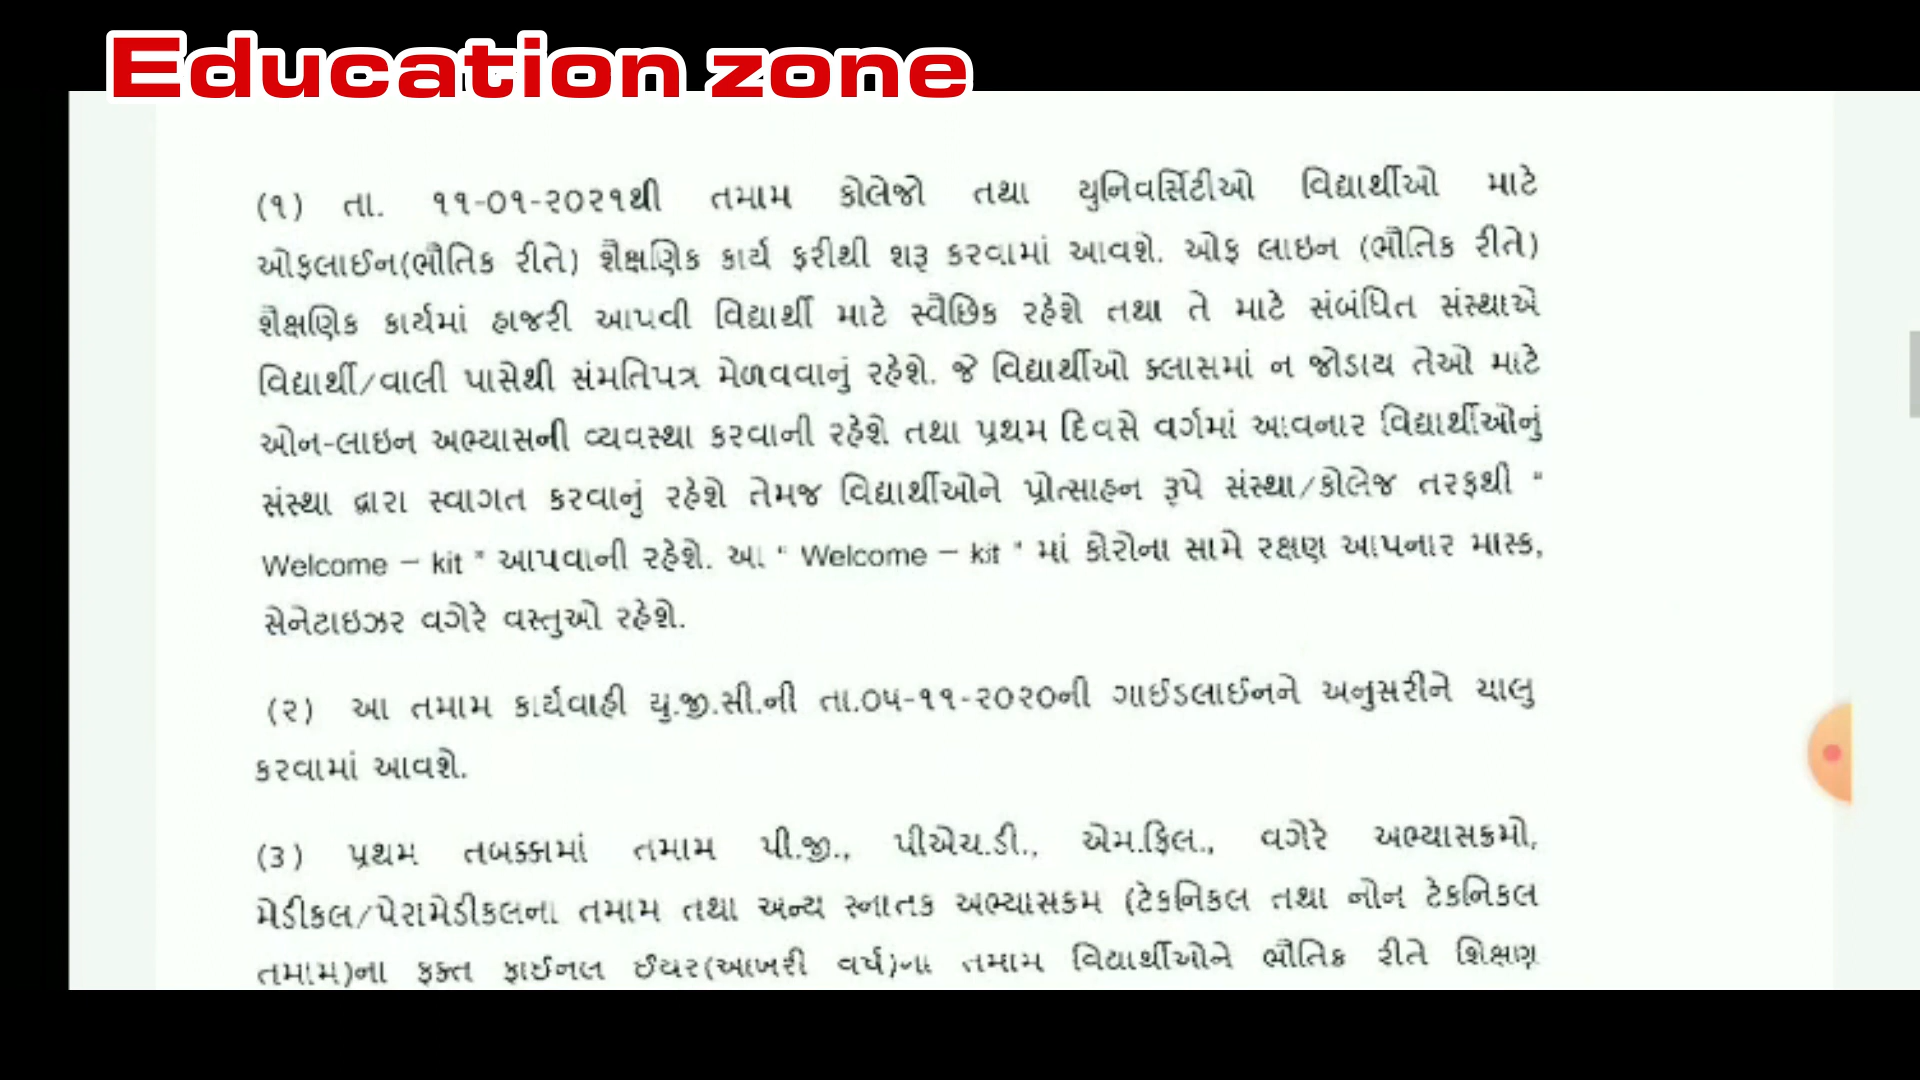 Education zone
(૧) તા. ૧૧-૦૧-૨૦૨૧થી તમામ કોલેજો તથા યુનિવર્સિટીઓ વિદ્યાર્થીઓ માટે
ઓફલાઈન(ભૌતિક રીતે) શૈક્ષણિક કાર્ય ફરીથી શરૂ કરવામાં આવશે. ઓફ લાઇન (ભૌતિક રીતે)
શૈક્ષણિક કાર્યમાં હાજરી આપવી વિદ્યાર્થી માટે સ્વૈછિક રહેશે તથા તે માટે સંબંધિત સંસ્થાએ
વિદ્યાર્થી/વાલી પાસેથી સંમતિપત્ર મેળવવાનું રહેશે. જે વિદ્યાર્થીઓ ક્લાસમાં ન જોડાય તેઓ માટે
ઓન-લાઇન અભ્યાસની વ્યવસ્થા કરવાની રહેશે તથા પ્રથમ દિવસે વર્ગમાં આવનાર વિદ્યાર્થીઓનું
સંસ્થા દ્વારા સ્વાગત કરવાનું રહેશે તેમજ વિદ્યાર્થીઓને પ્રોત્સાહન રૂપે સંસ્થા/કોલેજ તરફથી "
Welcome – kit " આપવાની રહેશે. આ " Welcome – kit " માં કોરોના સામે રક્ષણ આપનાર માસ્ક,
સેનેટાઇઝર વગેરે વસ્તુઓ રહેશે.
(૨) આ તમામ કાર્યવાહી યુ.જી.સી.ની તા.૦૫-૧૧-૨૦૨૦ની ગાઈડલાઈનને અનુસરીને ચાલુ
કરવામાં આવશે.
(૩) પ્રથમ તબક્કામાં તમામ પી.જી., પીએચ.ડી., એમ.ફિલ., વગેરે અભ્યાસક્રમો,
મેડીકલ/પેરામેડીકલના તમામ તથા અન્ય સ્નાતક અભ્યાસક્રમ (ટેકનિકલ તથા નોન ટેકનિકલ
તમામ)ના ફક્ત ફાઈનલ ઈયર(આખરી વર્ષ)ના તમામ વિદ્યાર્થીઓને ભૌતિક રીતે શિક્ષણ